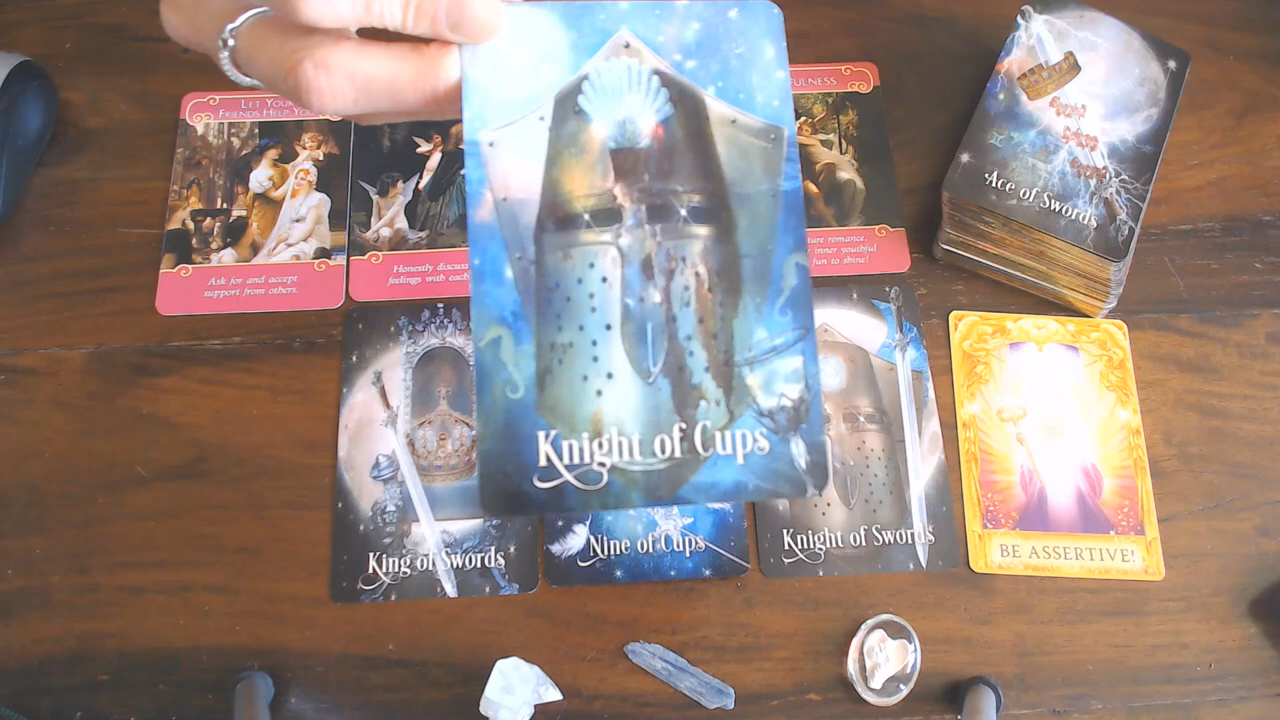 LET YOUR
FRIENDS HELP YOU
Ask for and accept
support from others.
Honestly discuss
feelings with each
FULNESS
romance,
inner youthful
fun to shine!
Ace of Swords
Knight of Cups
King of Swords
Nine of Cups
Knight of Swords
BE ASSERTIVE!